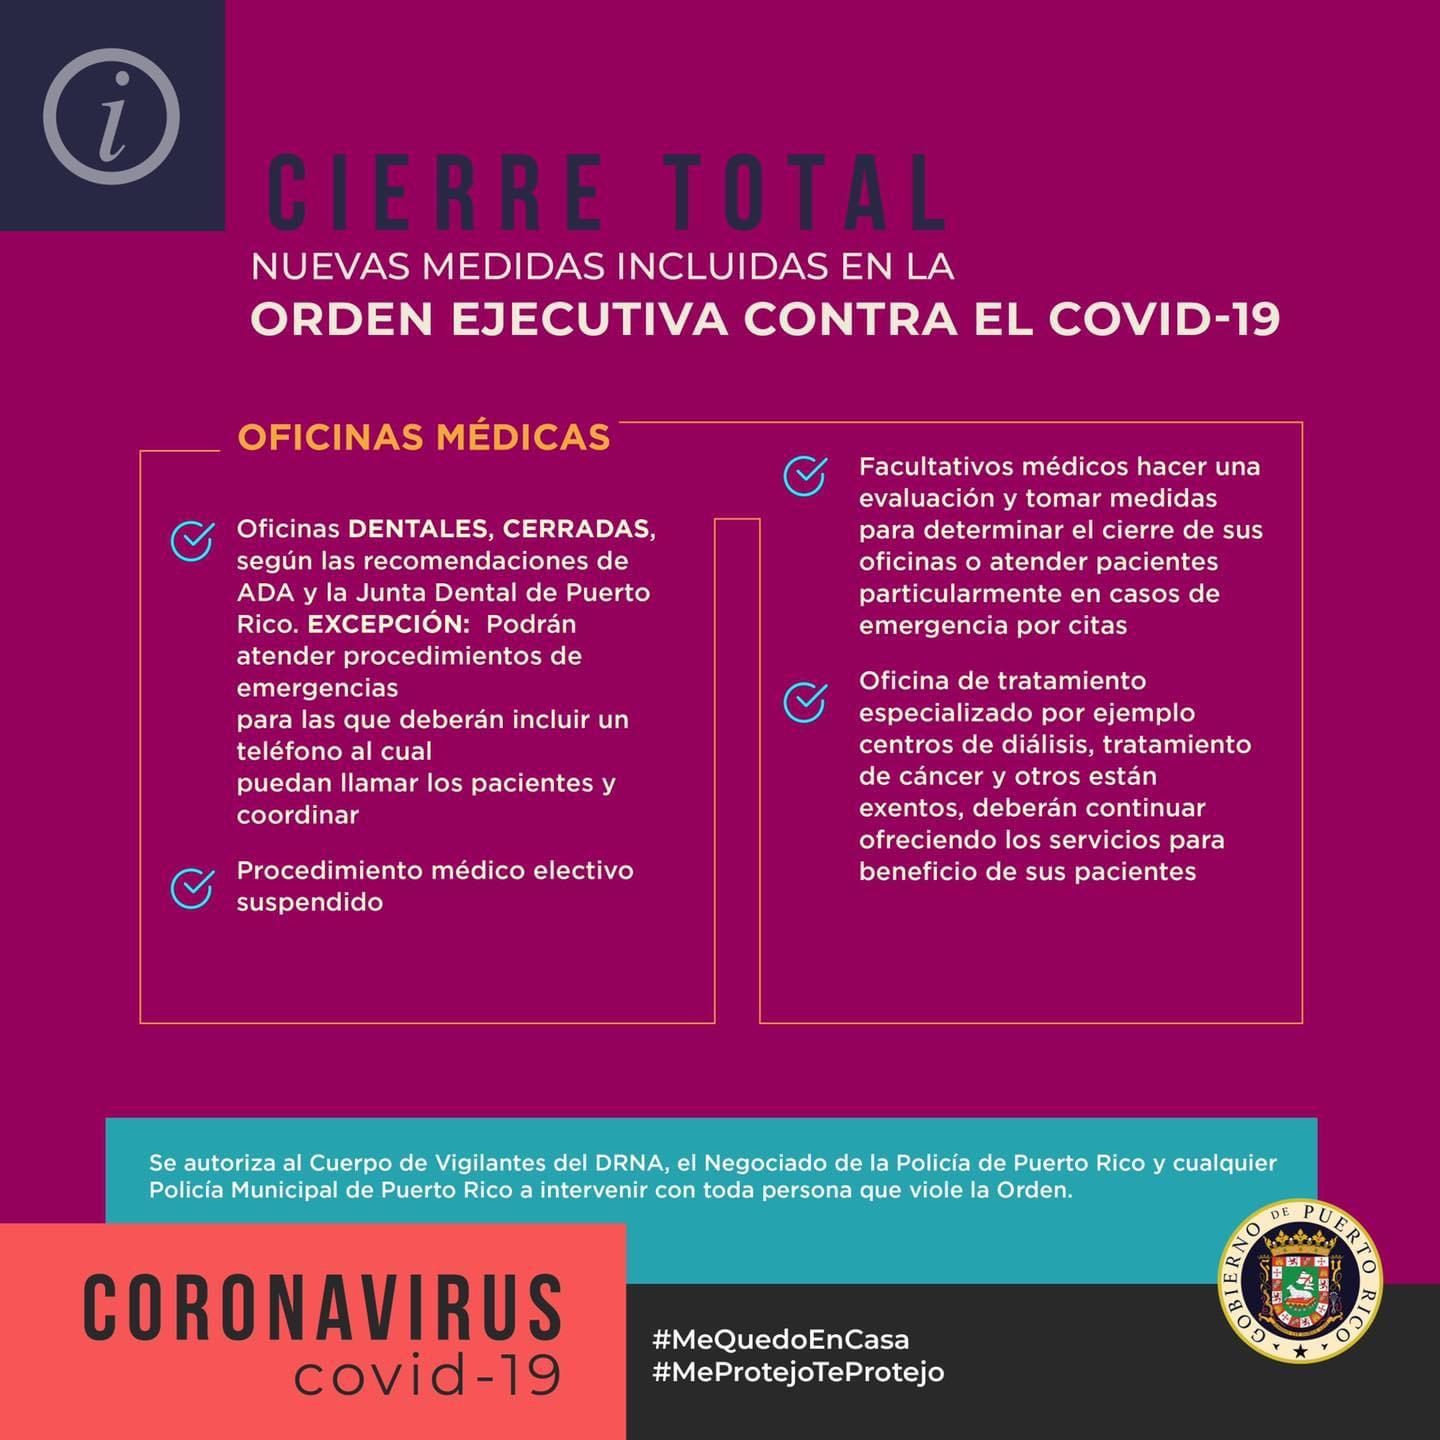 i
CIERRE TOTAL
NUEVAS MEDIDAS INCLUIDAS EN LA
ORDEN EJECUTIVA CONTRA EL COVID-19
OFICINAS MÉDICAS
Oficinas DENTALES, CERRADAS,
según las recomendaciones de
ADA y la Junta Dental de Puerto
Rico. EXCEPCIÓN: Podrán
atender procedimientos de
emergencias
para las que deberán incluir un
teléfono al cual
puedan llamar los pacientes y
coordinar
Procedimiento médico electivo
suspendido
Facultativos médicos hacer una
evaluación y tomar medidas
para determinar el cierre de sus
oficinas o atender pacientes
particularmente en casos de
emergencia por citas
Oficina de tratamiento
especializado por ejemplo
centros de diálisis, tratamiento
de cáncer y otros están
exentos, deberán continuar
ofreciendo los servicios para
beneficio de sus pacientes
Se autoriza al Cuerpo de Vigilantes del DRNA, el Negociado de la Policía de Puerto Rico y cualquier
Policía Municipal de Puerto Rico a intervenir con toda persona que viole la Orden.
CORONAVIRUS
covid-19
#MeQuedoEnCasa
#MeProtejoTeProtejo
GOBIERNO DE PUERTO RICO